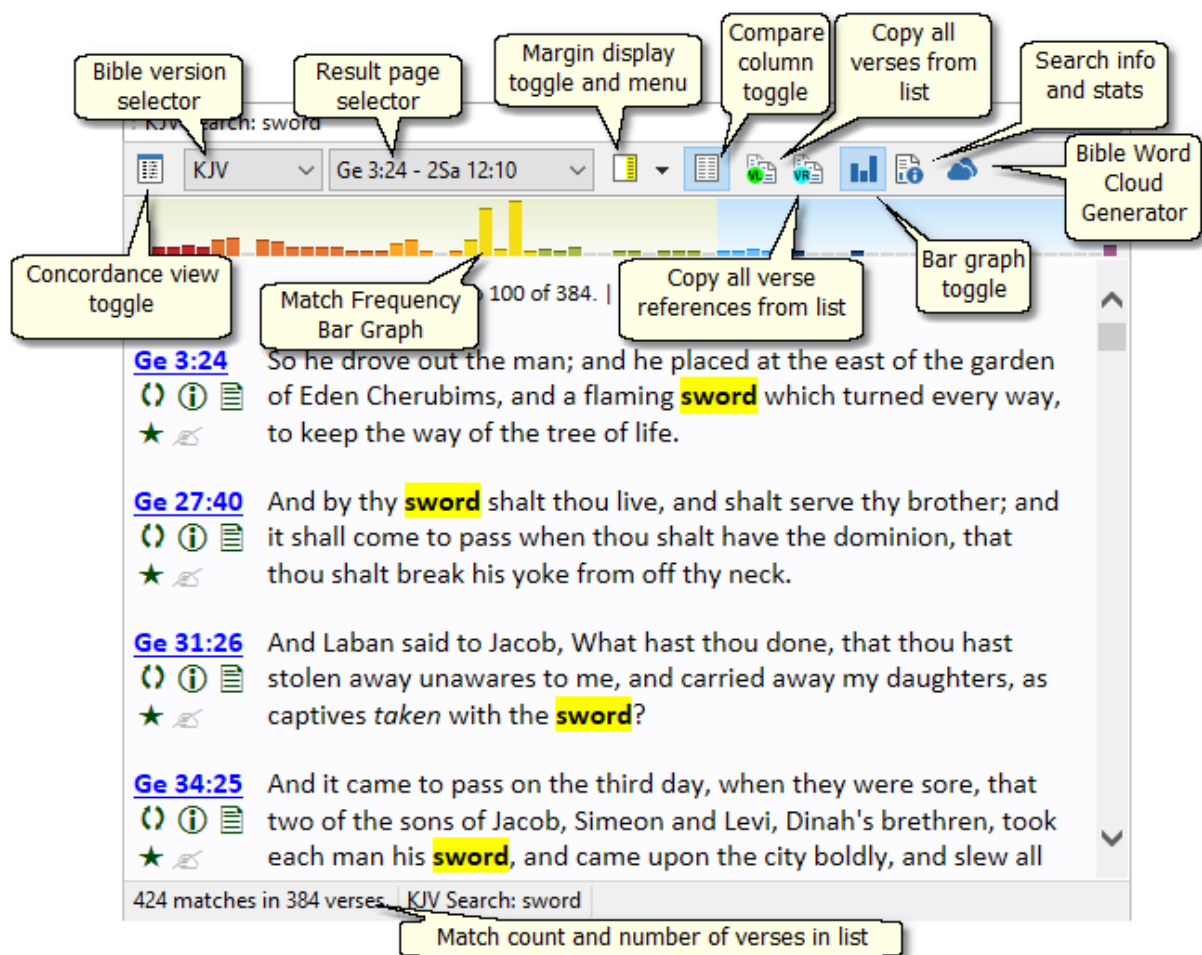 Margin display
toggle and menu
Compare
column
toggle
Copy all
verses from
list
Search info
and stats
Bible version
selector
Result page
selector
Search: sword
KJV
Ge 3:24 - 2Sa 12:10
VL
VR
Bible Word
Cloud
Generator
Concordance view
toggle
Match Frequency
Bar Graph
Copy all verse
references from list
Bar graph
toggle
100 of 384. |
Ge 3:24 So he drove out the man; and he placed at the east of the garden
of Eden Cherubims, and a flaming sword which turned every way,
to keep the way of the tree of life.
Ge 27:40 And by thy sword shalt thou live, and shalt serve thy brother; and
it shall come to pass when thou shalt have the dominion, that
thou shalt break his yoke from off thy neck.
Ge 31:26 And Laban said to Jacob, What hast thou done, that thou hast
stolen away unawares to me, and carried away my daughters, as
captives taken with the sword?
Ge 34:25 And it came to pass on the third day, when they were sore, that
two of the sons of Jacob, Simeon and Levi, Dinah's brethren, took
each man his sword, and came upon the city boldly, and slew all
424 matches in 384 verses. KJV Search: sword
Match count and number of verses in list